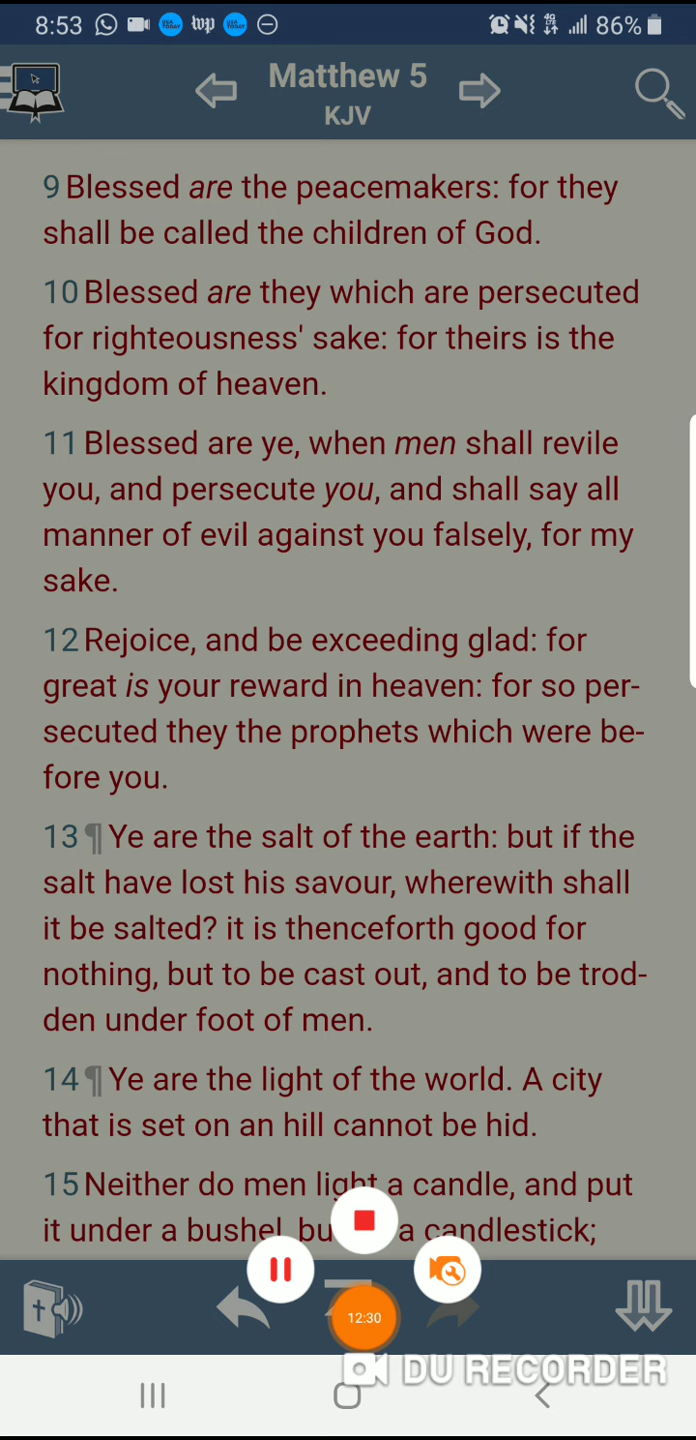 8:53 USA TODAY wp USA TODAY 4G 86%
Matthew 5
KJV
9 Blessed are the peacemakers: for they
shall be called the children of God.
10 Blessed are they which are persecuted
for righteousness' sake: for theirs is the
kingdom of heaven.
11 Blessed are ye, when men shall revile
you, and persecute you, and shall say all
manner of evil against you falsely, for my
sake.
12 Rejoice, and be exceeding glad: for
great is your reward in heaven: for so per-
secuted they the prophets which were be-
fore you.
13 ¶ Ye are the salt of the earth: but if the
salt have lost his savour, wherewith shall
it be salted? it is thenceforth good for
nothing, but to be cast out, and to be trod-
den under foot of men.
14 ¶ Ye are the light of the world. A city
that is set on an hill cannot be hid.
15 Neither do men light a candle, and put
it under a bushel, bu a candlestick;
12:30
DU RECORDER